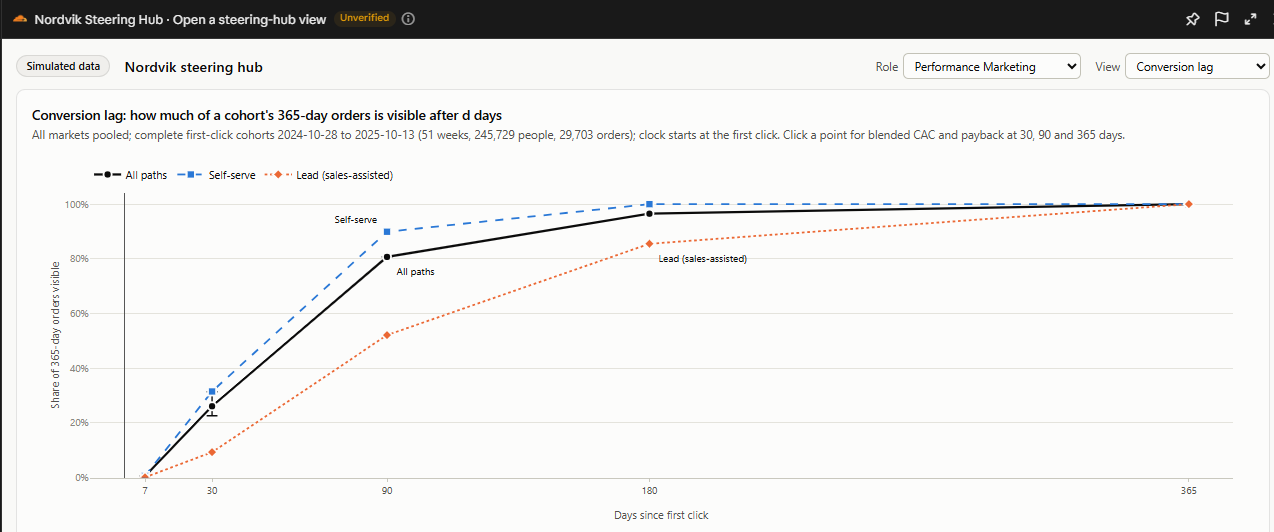 Nordvik Steering Hub · Open a steering-hub view Unverified
Simulated data Nordvik steering hub Role Performance Marketing View Conversion lag
Conversion lag: how much of a cohort's 365-day orders is visible after d days
All markets pooled; complete first-click cohorts 2024-10-28 to 2025-10-13 (51 weeks, 245,729 people, 29,703 orders); clock starts at the first click. Click a point for blended CAC and payback at 30, 90 and 365 days.
All paths Self-serve Lead (sales-assisted)
100%
Self-serve
80%
All paths
Lead (sales-assisted)
Share of 365-day orders visible
60%
40%
20%
0%
7 30 90 180 365
Days since first click